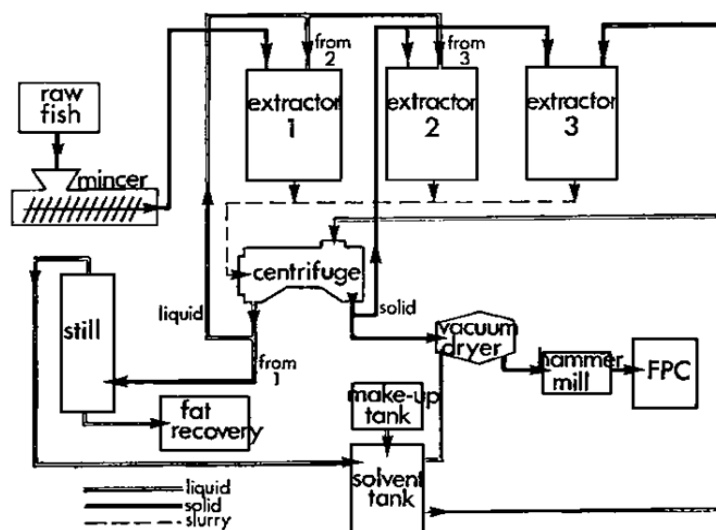 from
2
from
3
raw
fish
extractor
1
extractor
2
extractor
3
mincer
centrifuge
liquid
solid
still
vacuum
dryer
hammer
mill
FPC
from
1
make-up
tank
fat
recovery
solvent
tank
liquid
solid
slurry